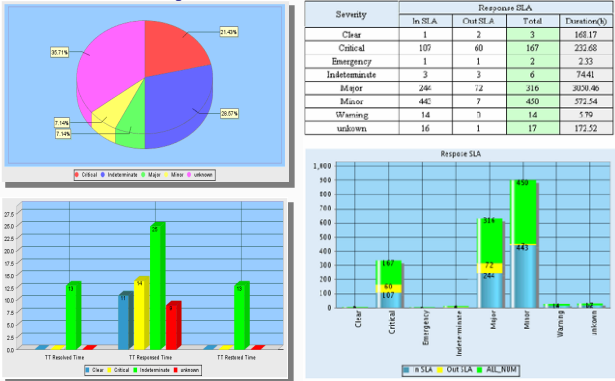 21.43%
35.71%
7.14%
7.14%
28.57%
Critical Indeterminate Major Minor unknown
Severity Response SLA
In SLA Out SLA Total Duration(h)
Clear 1 2 3 168.17
Critical 107 60 167 232.68
Emergency 1 1 2 2.33
Indeterminate 3 3 6 74.41
Major 244 72 316 3050.46
Minor 443 7 450 572.54
Warning 14 0 14 5.79
unkown 16 1 17 172.52
27.5
25.0
22.5
20.0
17.5
15.0
12.5
10.0
7.5
5.0
2.5
0.0
13
11
14
25
9
13
TT Resolved Time TT Responsed Time TT Restored Time
Clear Critical Indeterminate unknown
Respose SLA
1,000
900
800
700
600
500
400
300
200
100
0
167
60
107
316
72
244
450
443
14
17
Clear
Critical
Emergency
Indeterminate
Major
Minor
Warning
unkown
In SLA Out SLA ALL_NUM